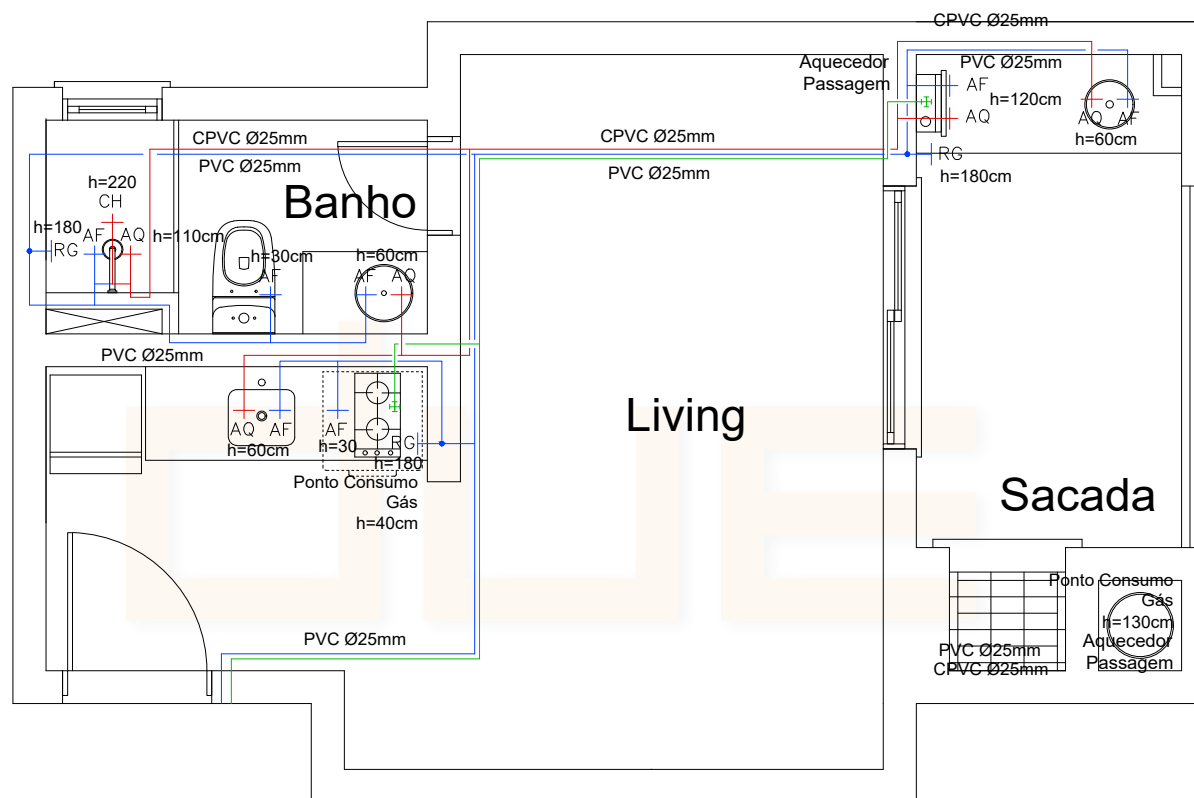 CPVC Ø25mm
Aquecedor
Passagem
PVC Ø25mm
AF
h=120cm
AQ
AQ
AF
h=60cm
RG
h=180cm
CPVC Ø25mm
PVC Ø25mm
CPVC Ø25mm
PVC Ø25mm
Banho
h=220
CH
h=180
RG
AF
AQ
h=110cm
h=30cm
AF
h=60cm
AF
AQ
PVC Ø25mm
AQ
AF
h=60cm
AF
h=30
RG
h=180
Ponto Consumo
Gás
h=40cm
Living
Sacada
Ponto Consumo
Gás
h=130cm
Aquecedor
Passagem
PVC Ø25mm
CPVC Ø25mm
PVC Ø25mm